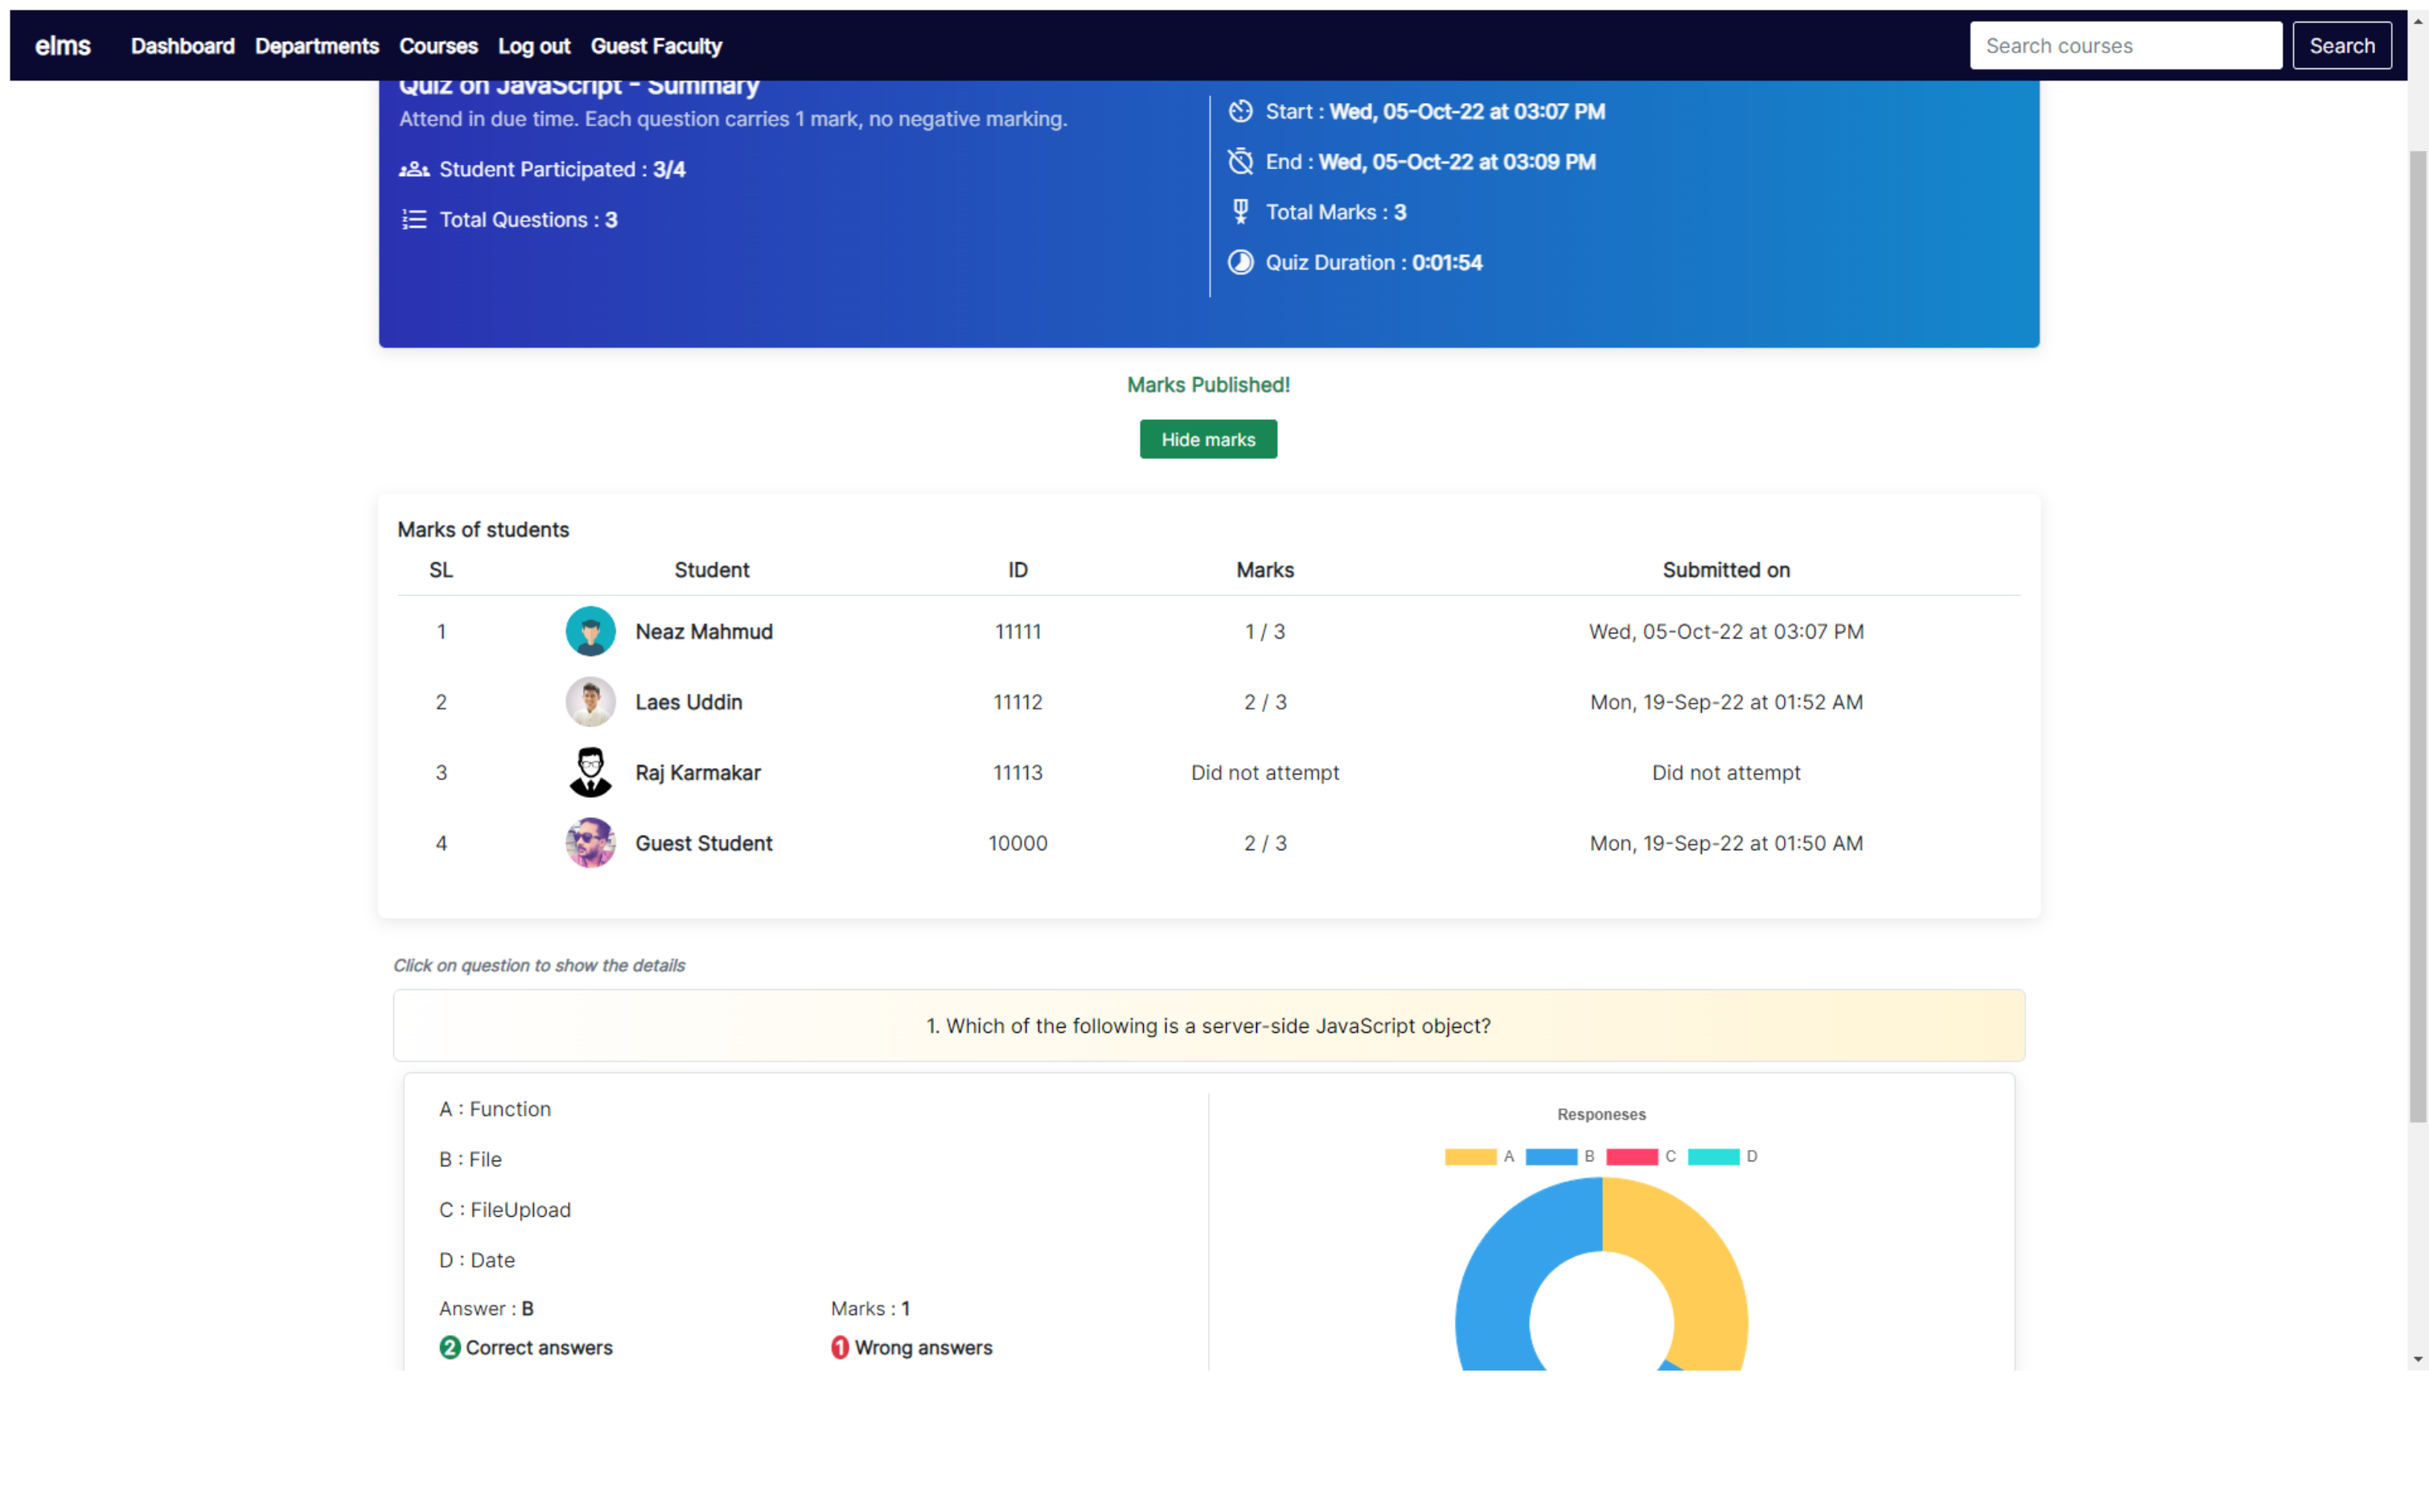 elms Dashboard Departments Courses Log out Guest Faculty Search courses Search
Quiz on JavaScript - Summary
Attend in due time. Each question carries 1 mark, no negative marking.
Student Participated : 3/4
Total Questions : 3
Start : Wed, 05-Oct-22 at 03:07 PM
End : Wed, 05-Oct-22 at 03:09 PM
Total Marks : 3
Quiz Duration : 0:01:54
Marks Published!
Hide marks
Marks of students
SL Student ID Marks Submitted on
1 Neaz Mahmud 11111 1 / 3 Wed, 05-Oct-22 at 03:07 PM
2 Laes Uddin 11112 2 / 3 Mon, 19-Sep-22 at 01:52 AM
3 Raj Karmakar 11113 Did not attempt Did not attempt
4 Guest Student 10000 2 / 3 Mon, 19-Sep-22 at 01:50 AM
Click on question to show the details
1. Which of the following is a server-side JavaScript object?
A : Function
B : File
C : FileUpload
D : Date
Answer : B Marks : 1
2 Correct answers 1 Wrong answers
Responeses
A B C D